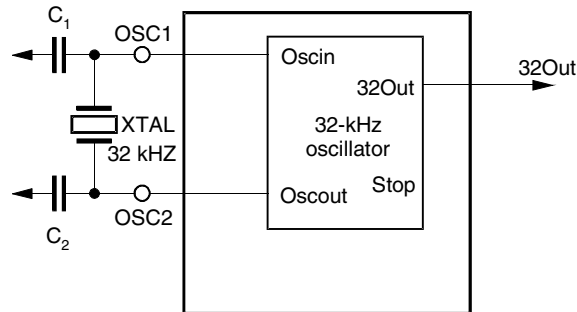 C1
OSC1
Oscin
32Out
32Out
XTAL
32 kHZ
32-kHz
oscillator
Stop
Oscout
OSC2
C2